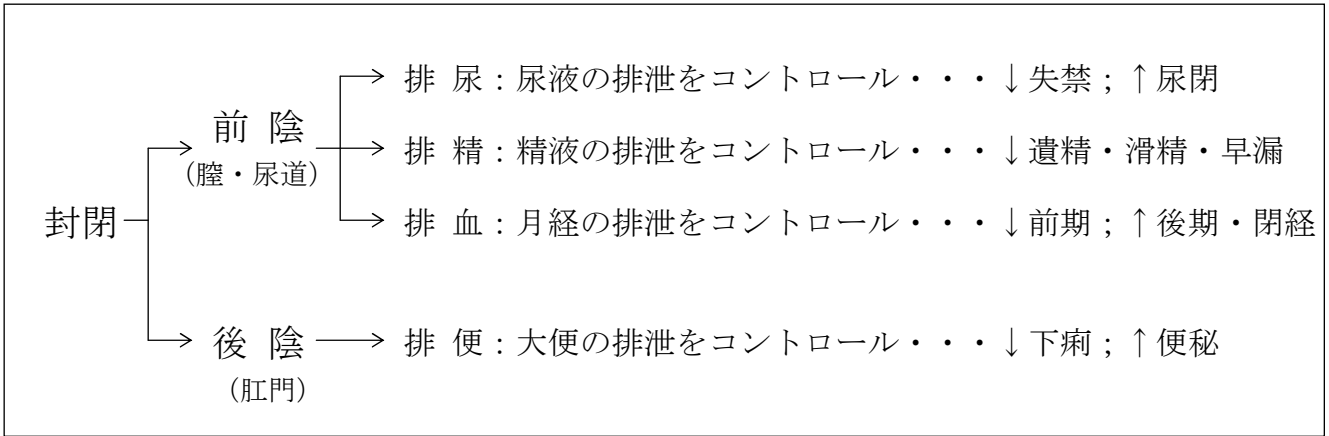 排 尿：尿液の排泄をコントロール・・・↓失禁；↑尿閉
前 陰
(膣・尿道)
排 精：精液の排泄をコントロール・・・↓遺精・滑精・早漏
排 血：月経の排泄をコントロール・・・↓前期；↑後期・閉経
封閉
後 陰
(肛門)
排 便：大便の排泄をコントロール・・・↓下痢；↑便秘